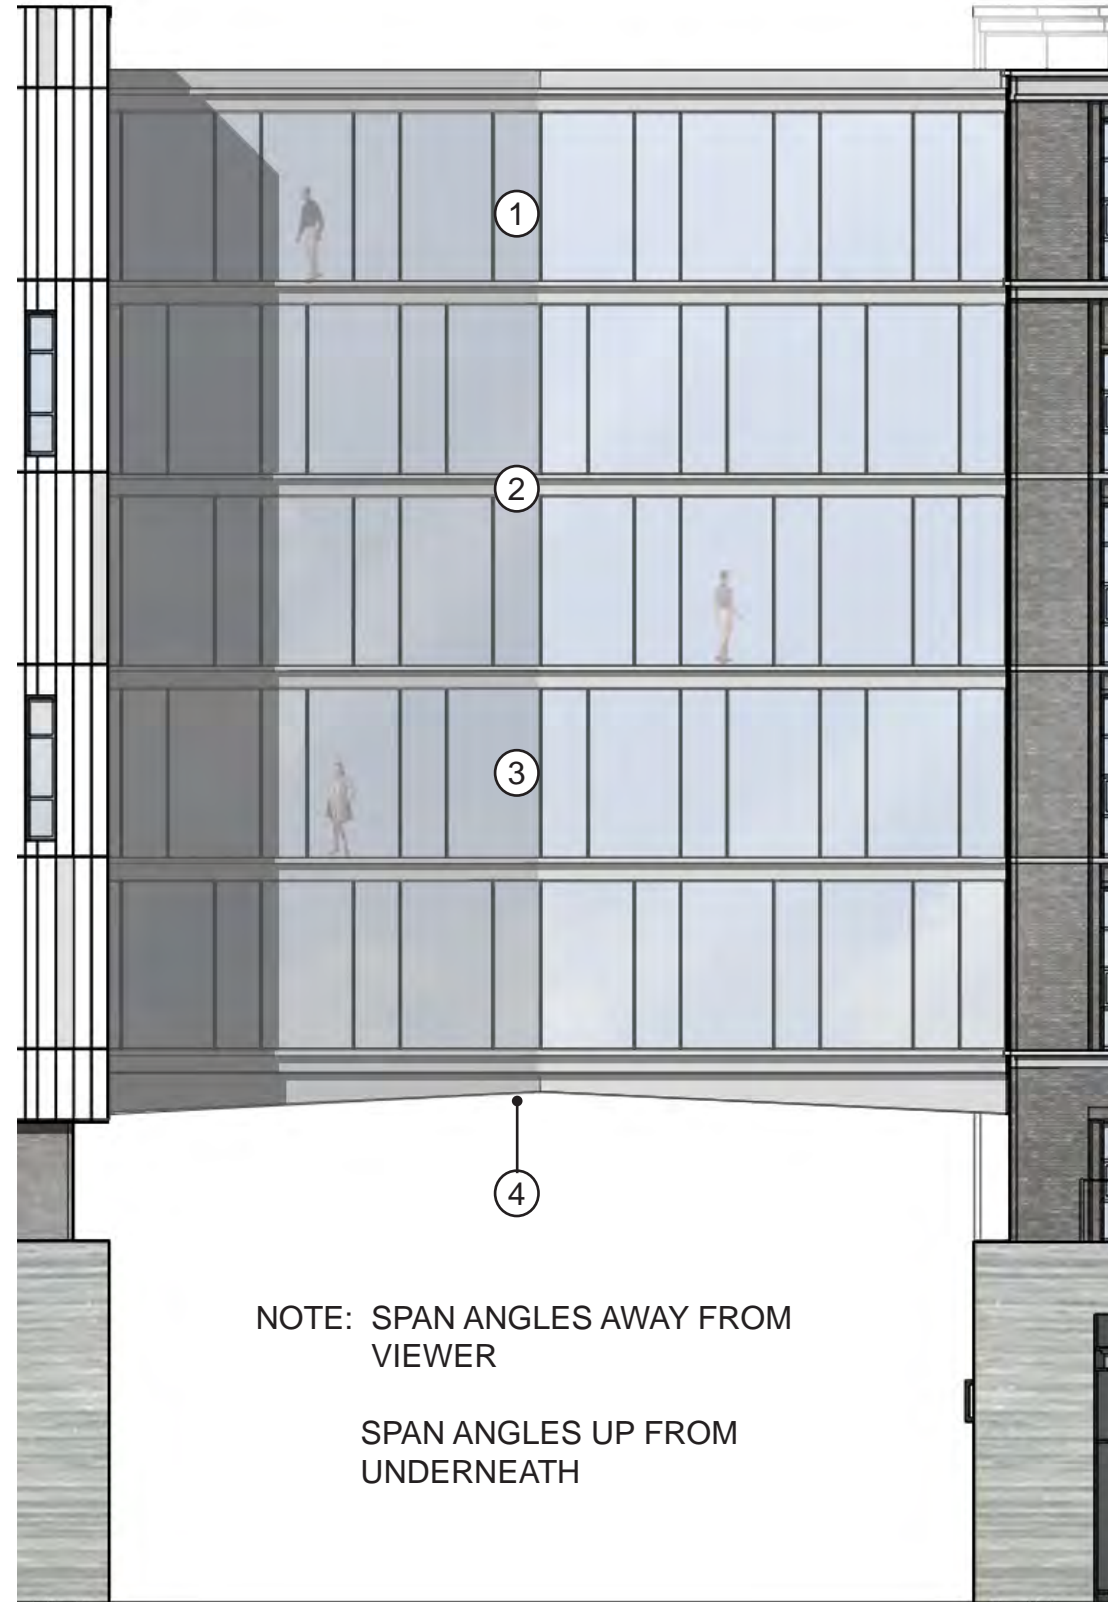 1
2
3
4
NOTE: SPAN ANGLES AWAY FROM
VIEWER
SPAN ANGLES UP FROM
UNDERNEATH